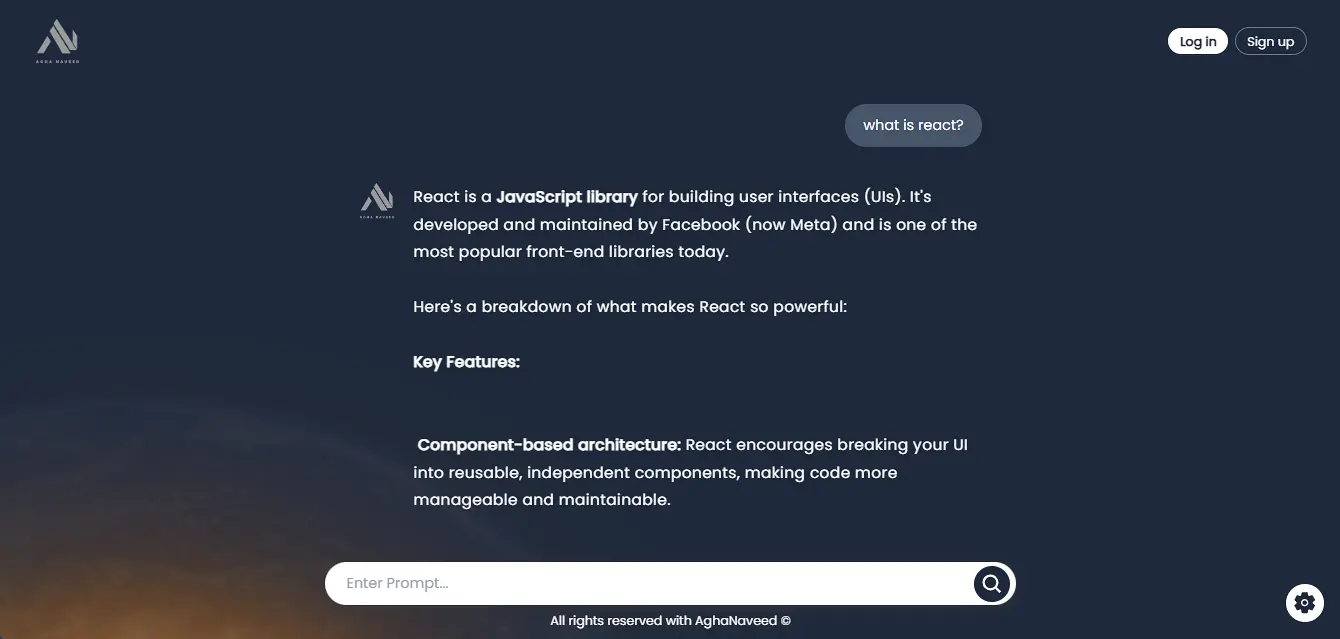 AGHA NAVEED
Log in
Sign up
what is react?
AGHA NAVEED
React is a JavaScript library for building user interfaces (UIs). It's
developed and maintained by Facebook (now Meta) and is one of the
most popular front-end libraries today.
Here's a breakdown of what makes React so powerful:
Key Features:
Component-based architecture: React encourages breaking your UI
into reusable, independent components, making code more
manageable and maintainable.
Enter Prompt...
All rights reserved with AghaNaveed ©